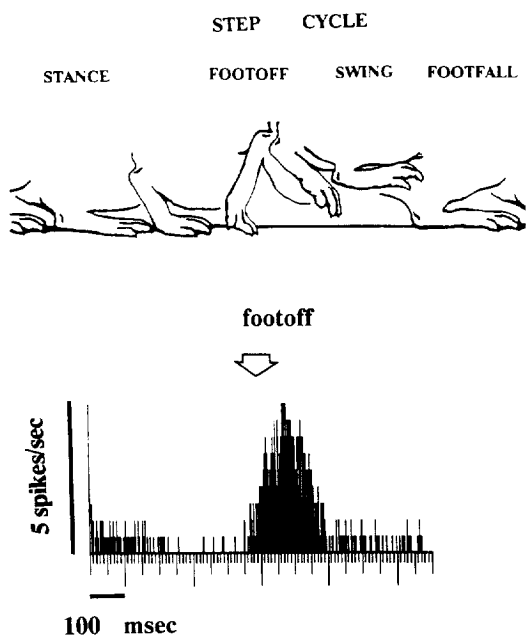 STEP CYCLE
STANCE FOOTOFF SWING FOOTFALL
footoff
5 spikes/sec
100 msec